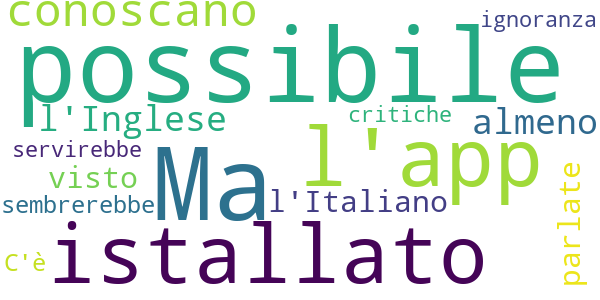 conoscano
ignoranza
possibile
l'Inglese
critiche
almeno
servirebbe
Ma
l'app
visto
sembrerebbe
l'Italiano
parlate
C'è
istallato